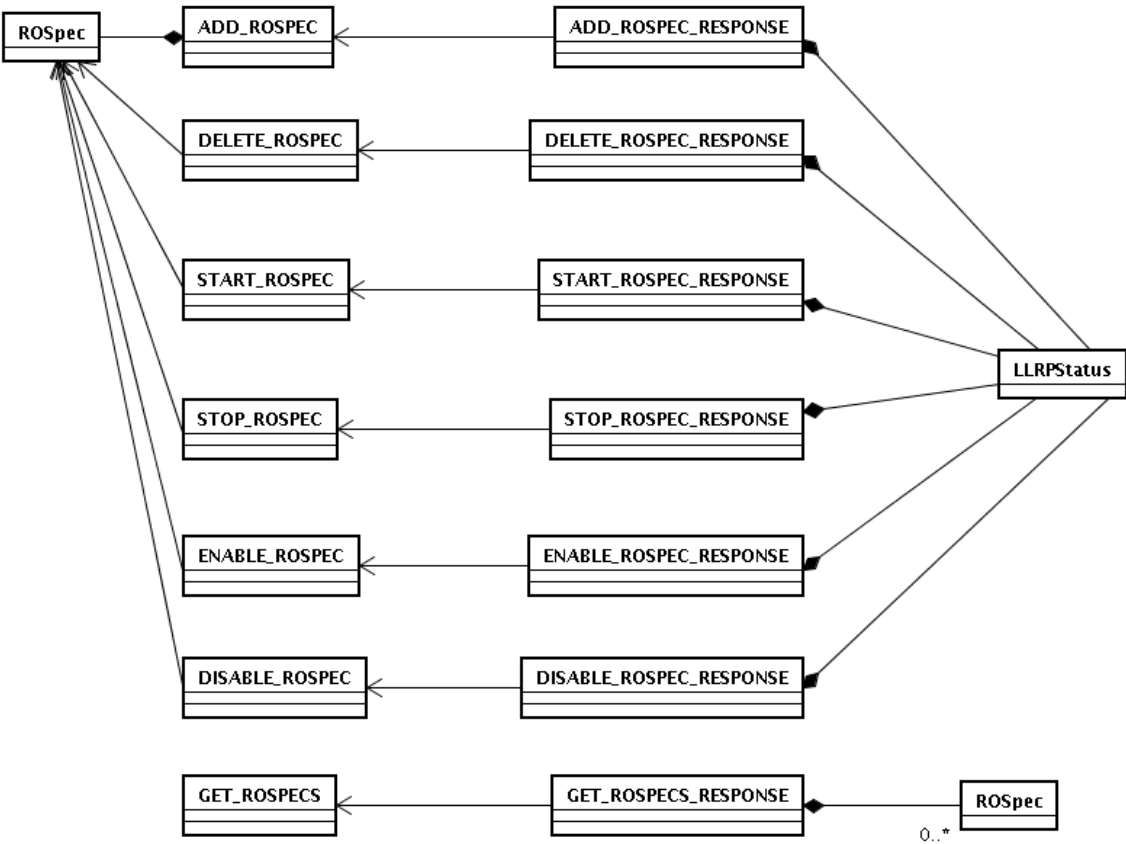 ROSpec
ADD_ROSPEC
ADD_ROSPEC_RESPONSE
DELETE_ROSPEC
DELETE_ROSPEC_RESPONSE
START_ROSPEC
START_ROSPEC_RESPONSE
LLRPStatus
STOP_ROSPEC
STOP_ROSPEC_RESPONSE
ENABLE_ROSPEC
ENABLE_ROSPEC_RESPONSE
DISABLE_ROSPEC
DISABLE_ROSPEC_RESPONSE
GET_ROSPECS
GET_ROSPECS_RESPONSE
ROSpec
0..*